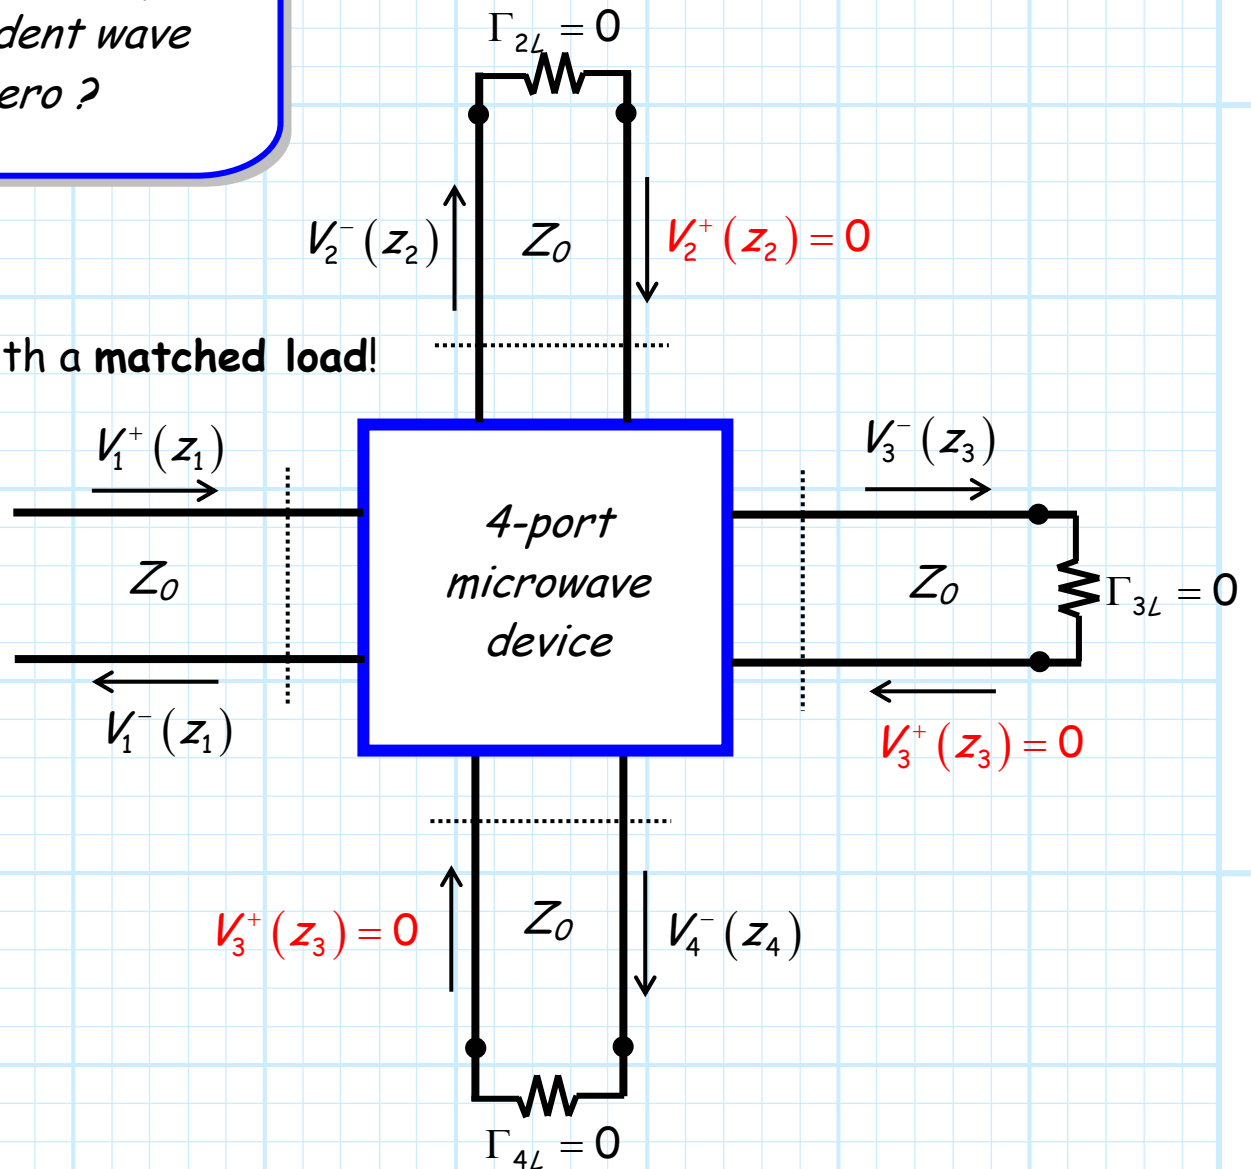 dent wave
ero ?
Γ₂L = 0
V₂⁻(z₂)
Z₀
V₂⁺(z₂) = 0
th a matched load!
V₁⁺(z₁)
V₃⁻(z₃)
4-port
microwave
device
Z₀
Z₀
Γ₃L = 0
V₁⁻(z₁)
V₃⁺(z₃) = 0
V₃⁺(z₃) = 0
Z₀
V₄⁻(z₄)
Γ₄L = 0